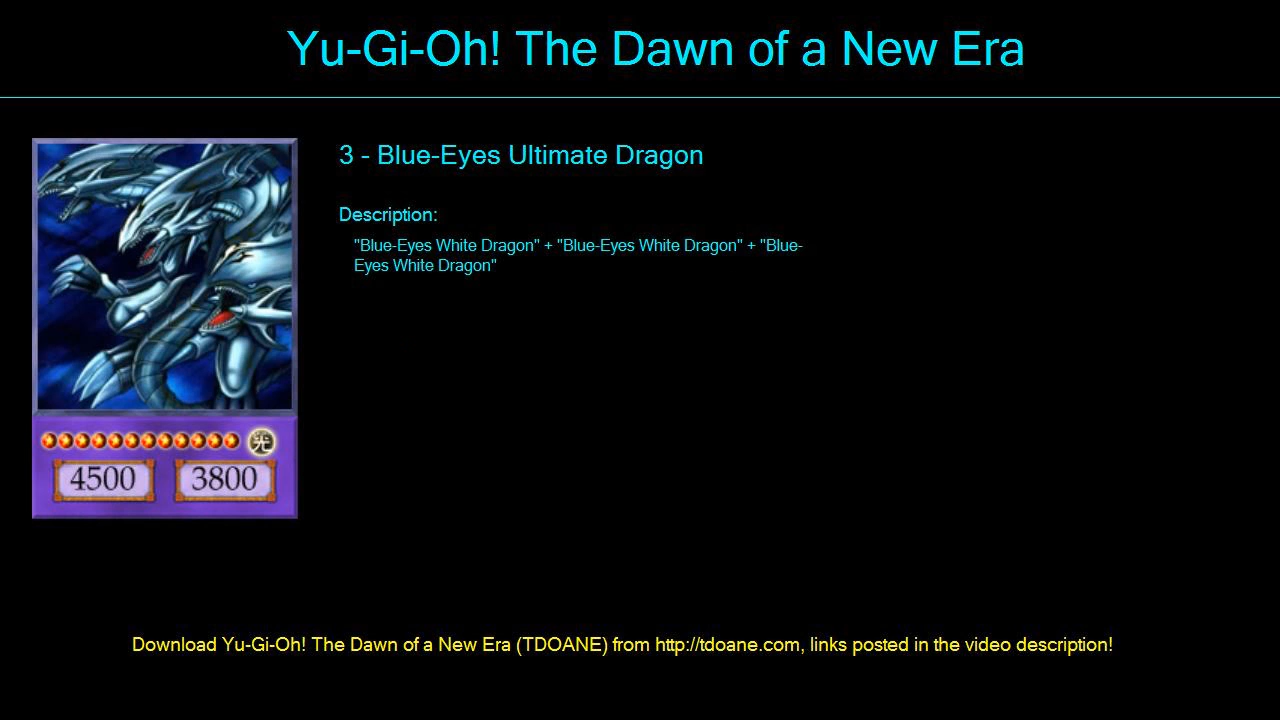 Yu-Gi-Oh! The Dawn of a New Era
3 - Blue-Eyes Ultimate Dragon
Description:
"Blue-Eyes White Dragon" + "Blue-Eyes White Dragon" + "Blue-
Eyes White Dragon"
光
4500 3800
Download Yu-Gi-Oh! The Dawn of a New Era (TDOANE) from http://tdoane.com, links posted in the video description!